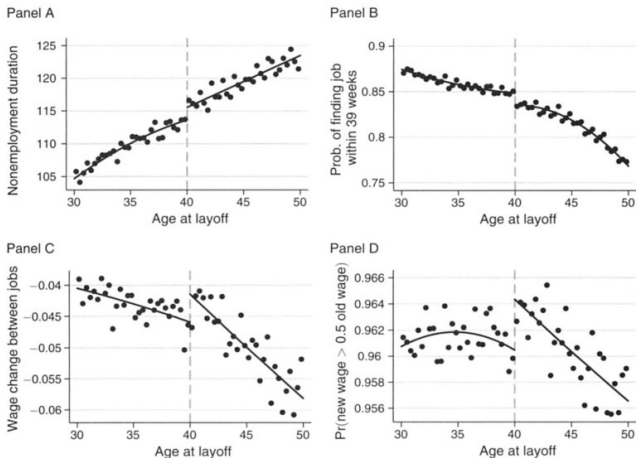 Panel A
Nonemployment duration
125
120
115
110
105
30 35 40 45 50
Age at layoff
Panel B
Prob. of finding job
within 39 weeks
0.9
0.85
0.8
0.75
30 35 40 45 50
Age at layoff
Panel C
Wage change between jobs
−0.04
−0.045
−0.05
−0.055
−0.06
30 35 40 45 50
Age at layoff
Panel D
Pr(new wage > 0.5 old wage)
0.966
0.964
0.962
0.96
0.958
0.956
30 35 40 45 50
Age at layoff